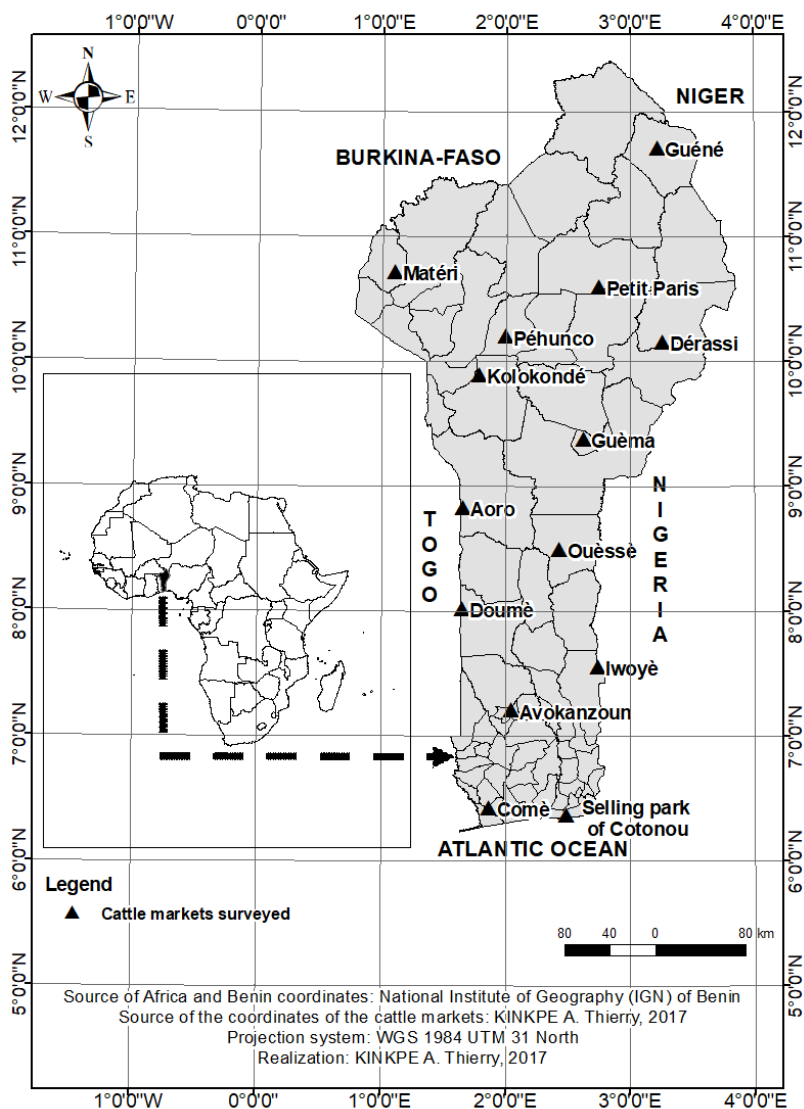 1°0'0"W 0°0'0" 1°0'0"E 2°0'0"E 3°0'0"E 4°0'0"E
N
W E
S
12°0'0"N 12°0'0"N
NIGER
Guéné
BURKINA-FASO
11°0'0"N 11°0'0"N
Matéri
Petit Paris
Péhunco
Dérassi
10°0'0"N 10°0'0"N
Kolokondé
Guèma
9°0'0"N 9°0'0"N
Aoro
TOGO
NIGERIA
Ouèssè
8°0'0"N 8°0'0"N
Doumè
Iwoyè
Avokanzoun
7°0'0"N 7°0'0"N
Comè
Selling park
of Cotonou
ATLANTIC OCEAN
6°0'0"N 6°0'0"N
Legend
Cattle markets surveyed
80 40 0 80 km
5°0'0"N 5°0'0"N
Source of Africa and Benin coordinates: National Institute of Geography (IGN) of Benin
Source of the coordinates of the cattle markets: KINKPE A. Thierry, 2017
Projection system: WGS 1984 UTM 31 North
Realization: KINKPE A. Thierry, 2017
1°0'0"W 0°0'0" 1°0'0"E 2°0'0"E 3°0'0"E 4°0'0"E